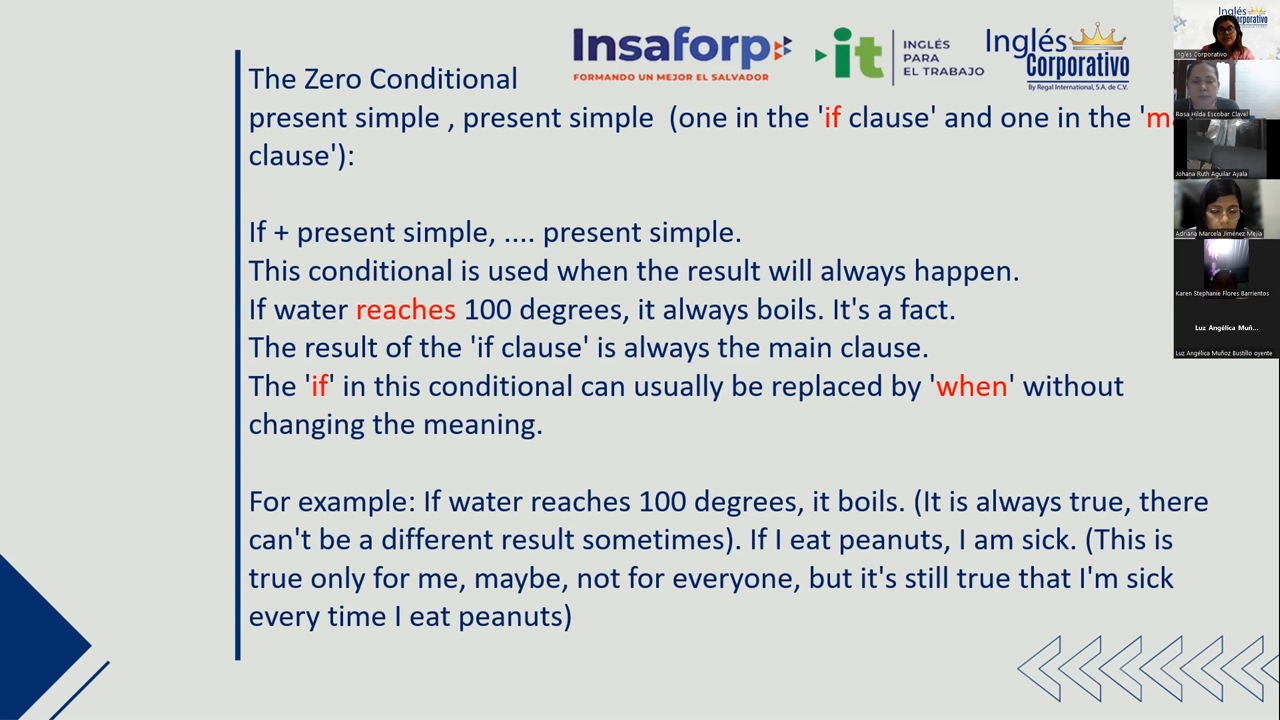 Insaforp
FORMANDO UN MEJOR EL SALVADOR
it
INGLÉS
PARA
EL TRABAJO
Inglés
Corporativo
By Regal International, S.A. de C.V.
The Zero Conditional
present simple , present simple (one in the 'if clause' and one in the '
clause'):
If + present simple, .... present simple.
This conditional is used when the result will always happen.
If water reaches 100 degrees, it always boils. It's a fact.
The result of the 'if clause' is always the main clause.
The 'if' in this conditional can usually be replaced by 'when' without
changing the meaning.
For example: If water reaches 100 degrees, it boils. (It is always true, there
can't be a different result sometimes). If I eat peanuts, I am sick. (This is
true only for me, maybe, not for everyone, but it's still true that I'm sick
every time I eat peanuts)
Inglés
Corporativo
Inglés Corporativo
Rosa Hilda Escobar Clavel
Johana Ruth Aguilar Ayala
Adriana Marcela Jiménez Mejía
Karen Stephanie Flores Barrientos
Luz Angélica Muñ...
Luz Angélica Muñoz Bustillo oyente